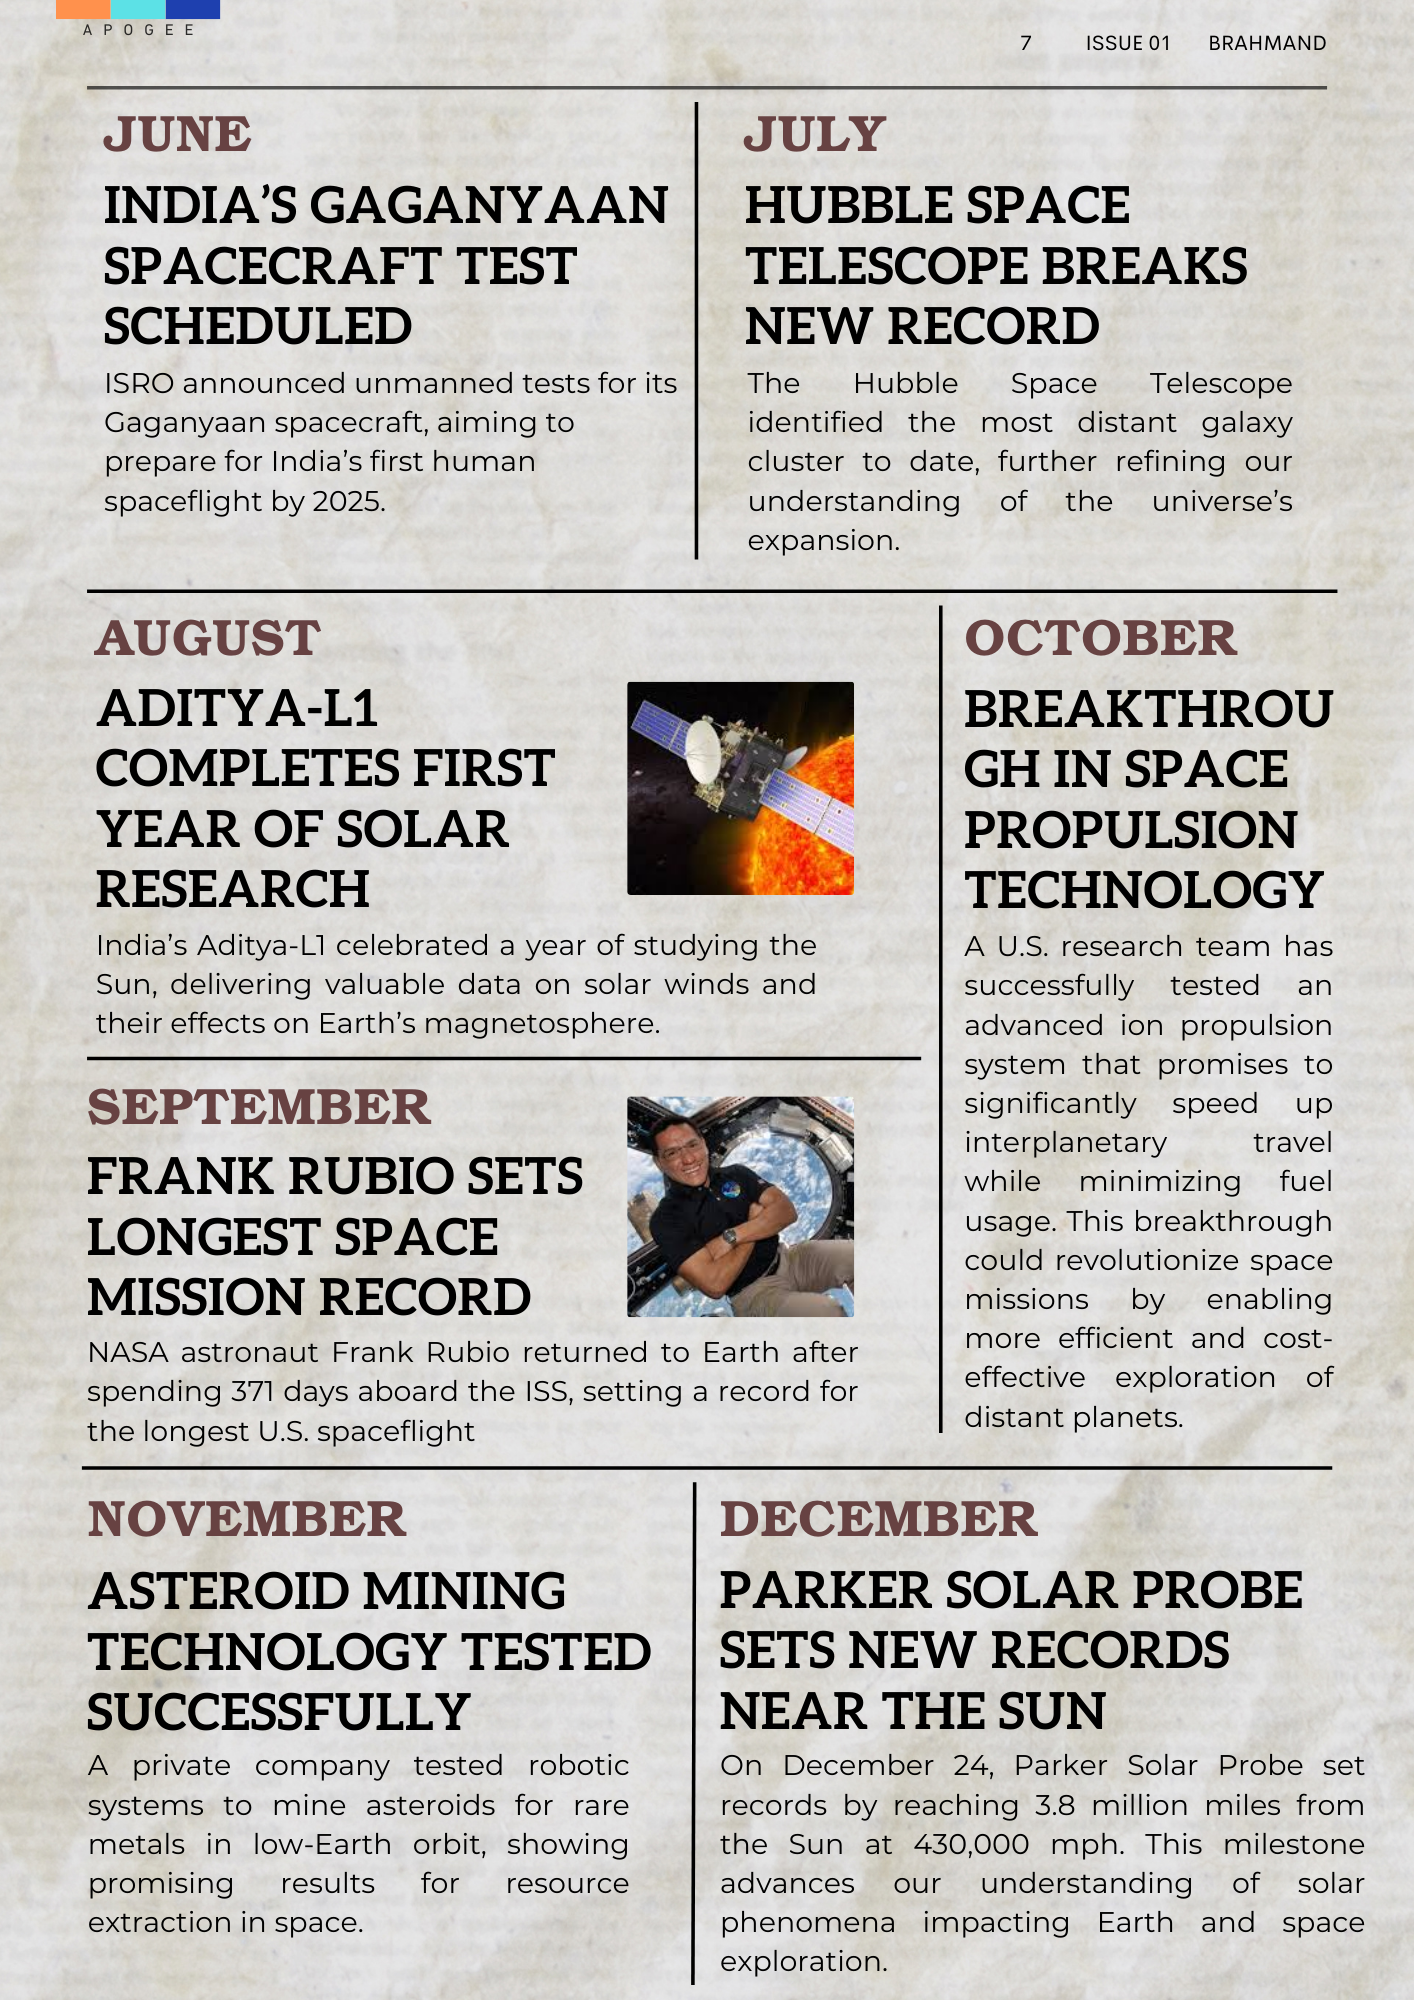 APOGEE
7 ISSUE 01 BRAHMAND
JUNE
INDIA’S GAGANYAAN
SPACECRAFT TEST
SCHEDULED
ISRO announced unmanned tests for its
Gaganyaan spacecraft, aiming to
prepare for India’s first human
spaceflight by 2025.
JULY
HUBBLE SPACE
TELESCOPE BREAKS
NEW RECORD
The Hubble Space Telescope
identified the most distant galaxy
cluster to date, further refining our
understanding of the universe’s
expansion.
AUGUST
ADITYA-L1
COMPLETES FIRST
YEAR OF SOLAR
RESEARCH
India’s Aditya-L1 celebrated a year of studying the
Sun, delivering valuable data on solar winds and
their effects on Earth’s magnetosphere.
SEPTEMBER
FRANK RUBIO SETS
LONGEST SPACE
MISSION RECORD
NASA astronaut Frank Rubio returned to Earth after
spending 371 days aboard the ISS, setting a record for
the longest U.S. spaceflight
OCTOBER
BREAKTHROU
GH IN SPACE
PROPULSION
TECHNOLOGY
A U.S. research team has
successfully tested an
advanced ion propulsion
system that promises to
significantly speed up
interplanetary travel
while minimizing fuel
usage. This breakthrough
could revolutionize space
missions by enabling
more efficient and cost-
effective exploration of
distant planets.
NOVEMBER
ASTEROID MINING
TECHNOLOGY TESTED
SUCCESSFULLY
A private company tested robotic
systems to mine asteroids for rare
metals in low-Earth orbit, showing
promising results for resource
extraction in space.
DECEMBER
PARKER SOLAR PROBE
SETS NEW RECORDS
NEAR THE SUN
On December 24, Parker Solar Probe set
records by reaching 3.8 million miles from
the Sun at 430,000 mph. This milestone
advances our understanding of solar
phenomena impacting Earth and space
exploration.